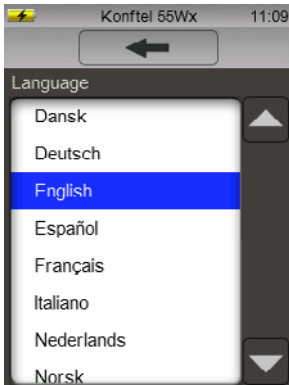 Konftel 55Wx 11:09
Language
Dansk
Deutsch
English
Español
Français
Italiano
Nederlands
Norsk